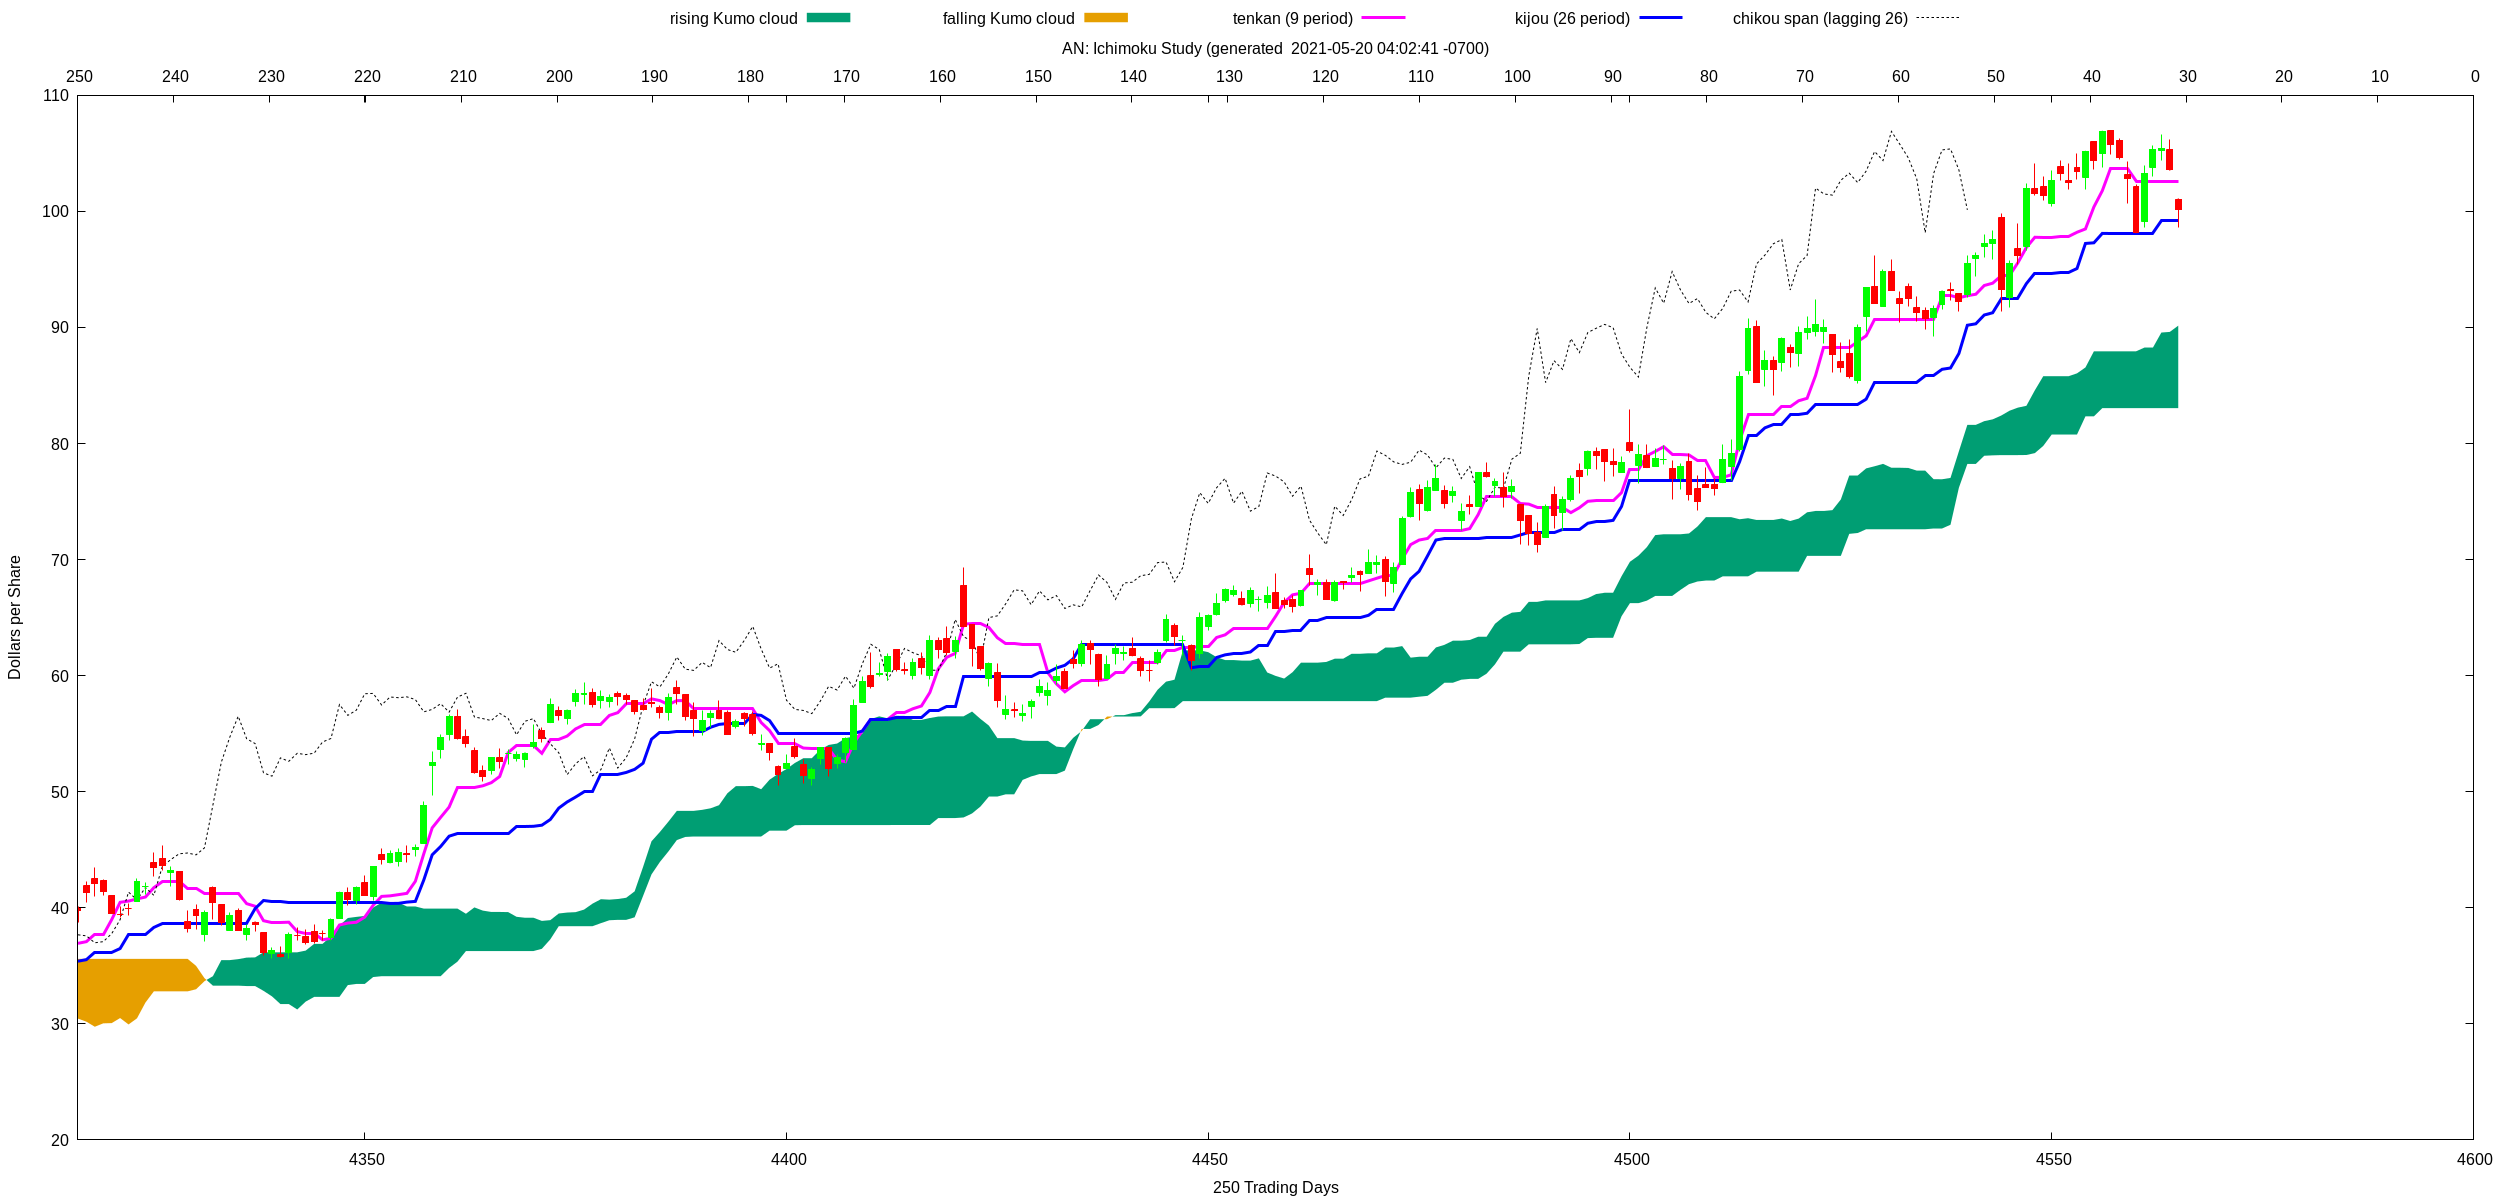 rising Kumo cloud falling Kumo cloud tenkan (9 period) kijou (26 period) chikou span (lagging 26)
AN: Ichimoku Study (generated  2021-05-20 04:02:41 -0700)
250 240 230 220 210 200 190 180 170 160 150 140 130 120 110 100 90 80 70 60 50 40 30 20 10 0
110
100
90
80
70
60
50
40
30
20
Dollars per Share
4350 4400 4450 4500 4550 4600
250 Trading Days